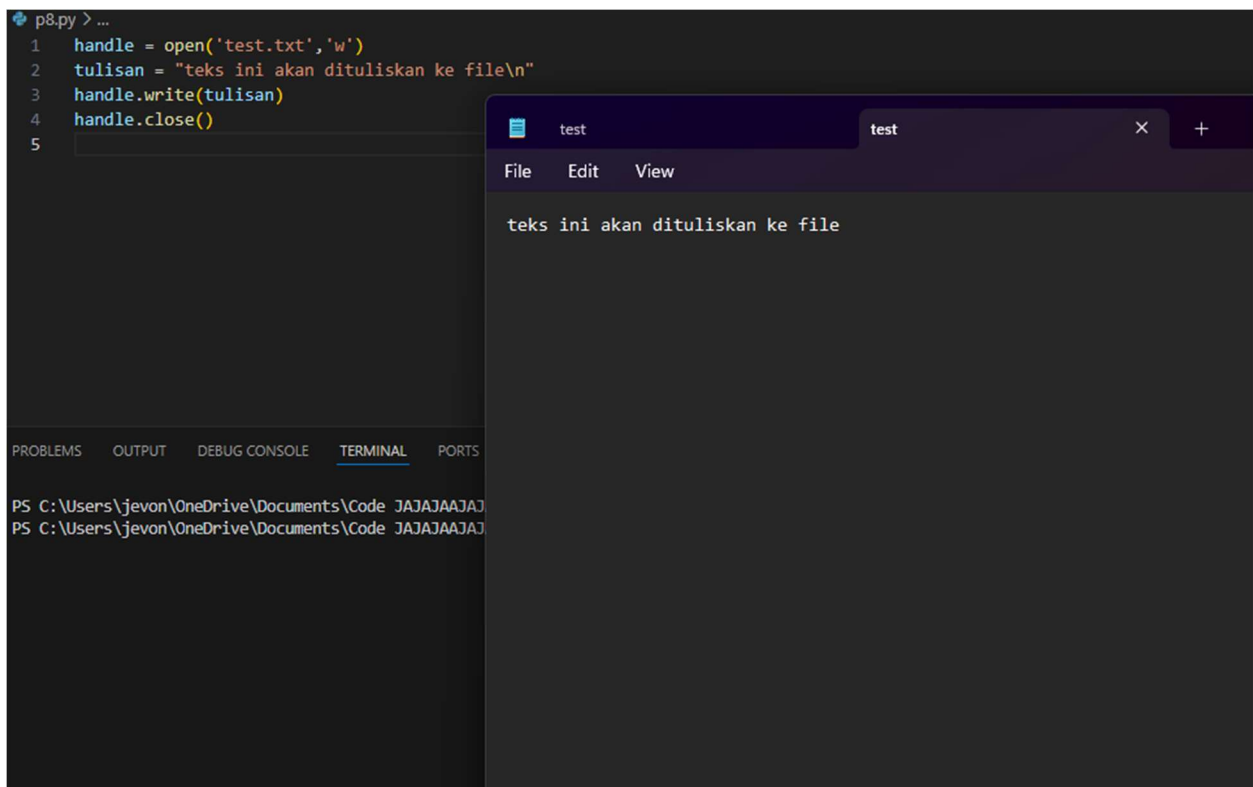 p8.py > ...
1 handle = open('test.txt','w')
2 tulisan = "teks ini akan dituliskan ke file\n"
3 handle.write(tulisan)
4 handle.close()
5
test
test
File Edit View
teks ini akan dituliskan ke file
PROBLEMS OUTPUT DEBUG CONSOLE TERMINAL PORTS
PS C:\Users\jevon\OneDrive\Documents\Code JAJAJAAJAJ
PS C:\Users\jevon\OneDrive\Documents\Code JAJAJAAJAJ